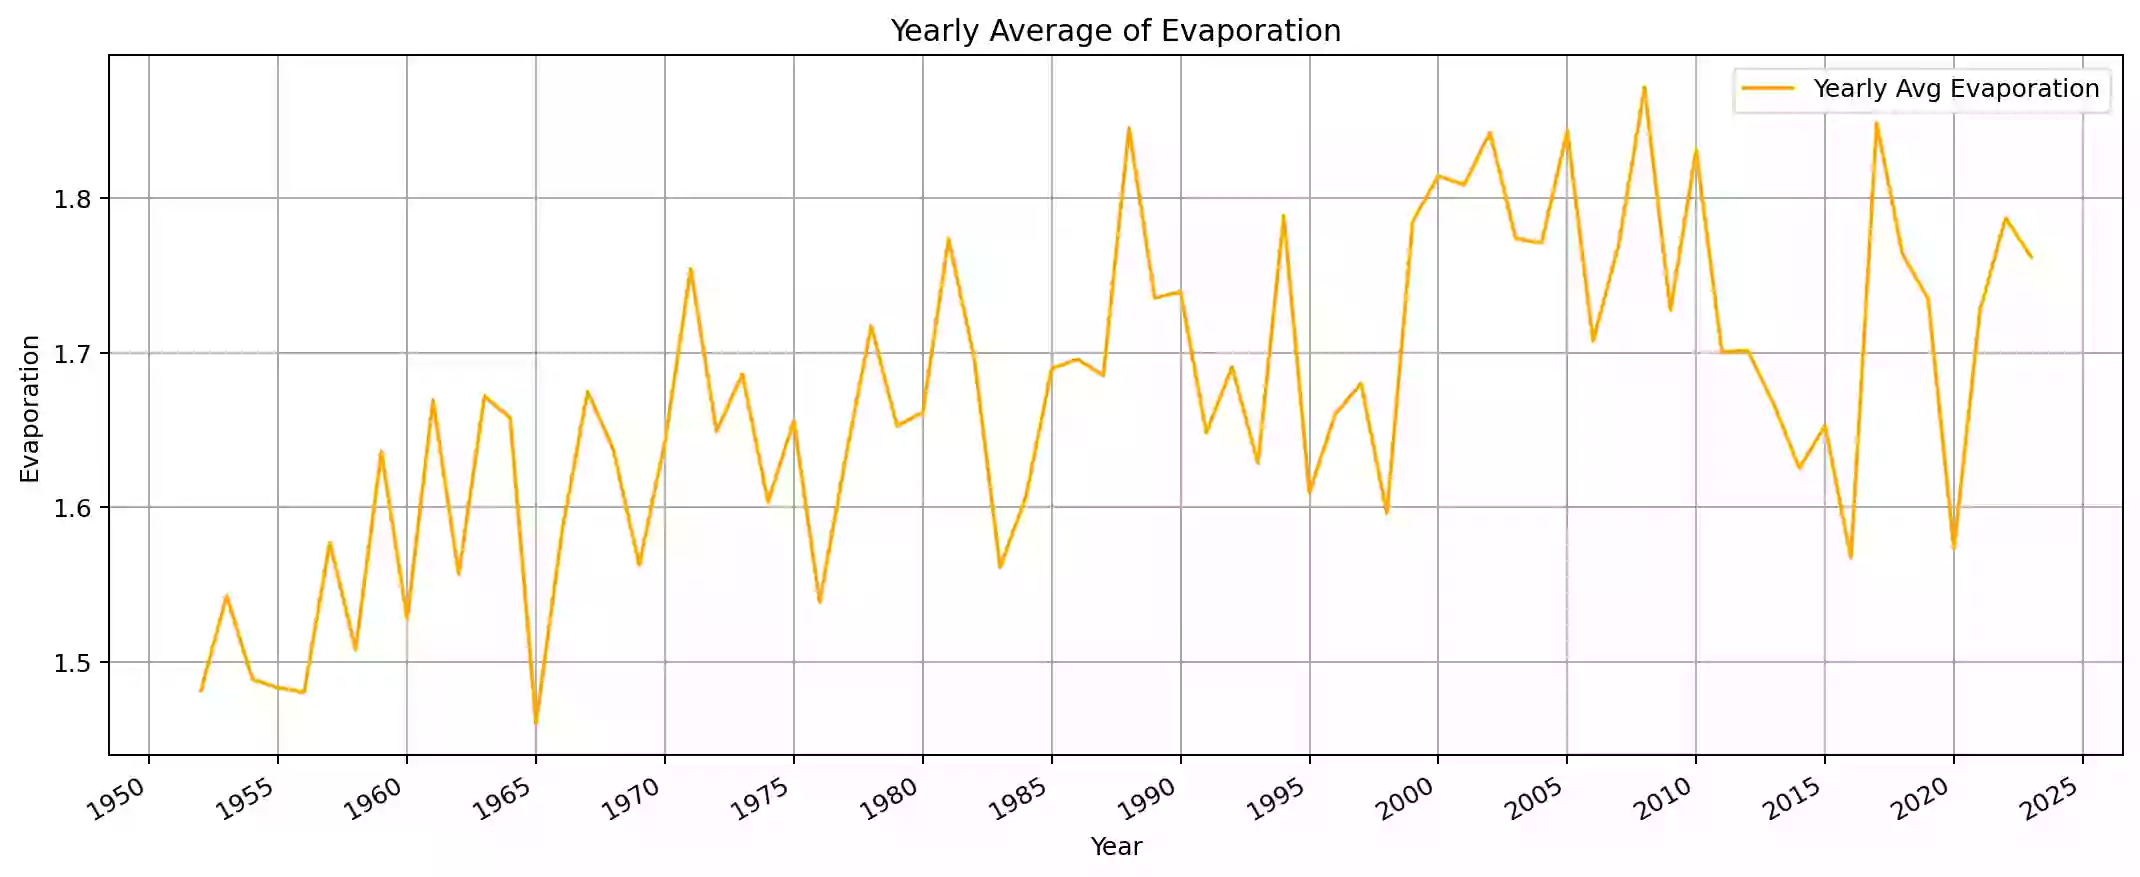 Yearly Average of Evaporation
Yearly Avg Evaporation
1.8
1.7
1.6
1.5
Evaporation
1950 1955 1960 1965 1970 1975 1980 1985 1990 1995 2000 2005 2010 2015 2020 2025
Year